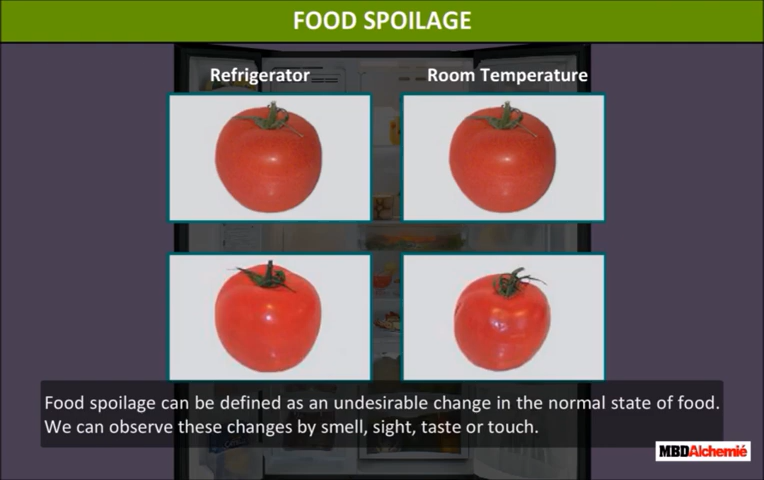 FOOD SPOILAGE
Refrigerator
Room Temperature
Food spoilage can be defined as an undesirable change in the normal state of food.
We can observe these changes by smell, sight, taste or touch.
MBDAlchemié